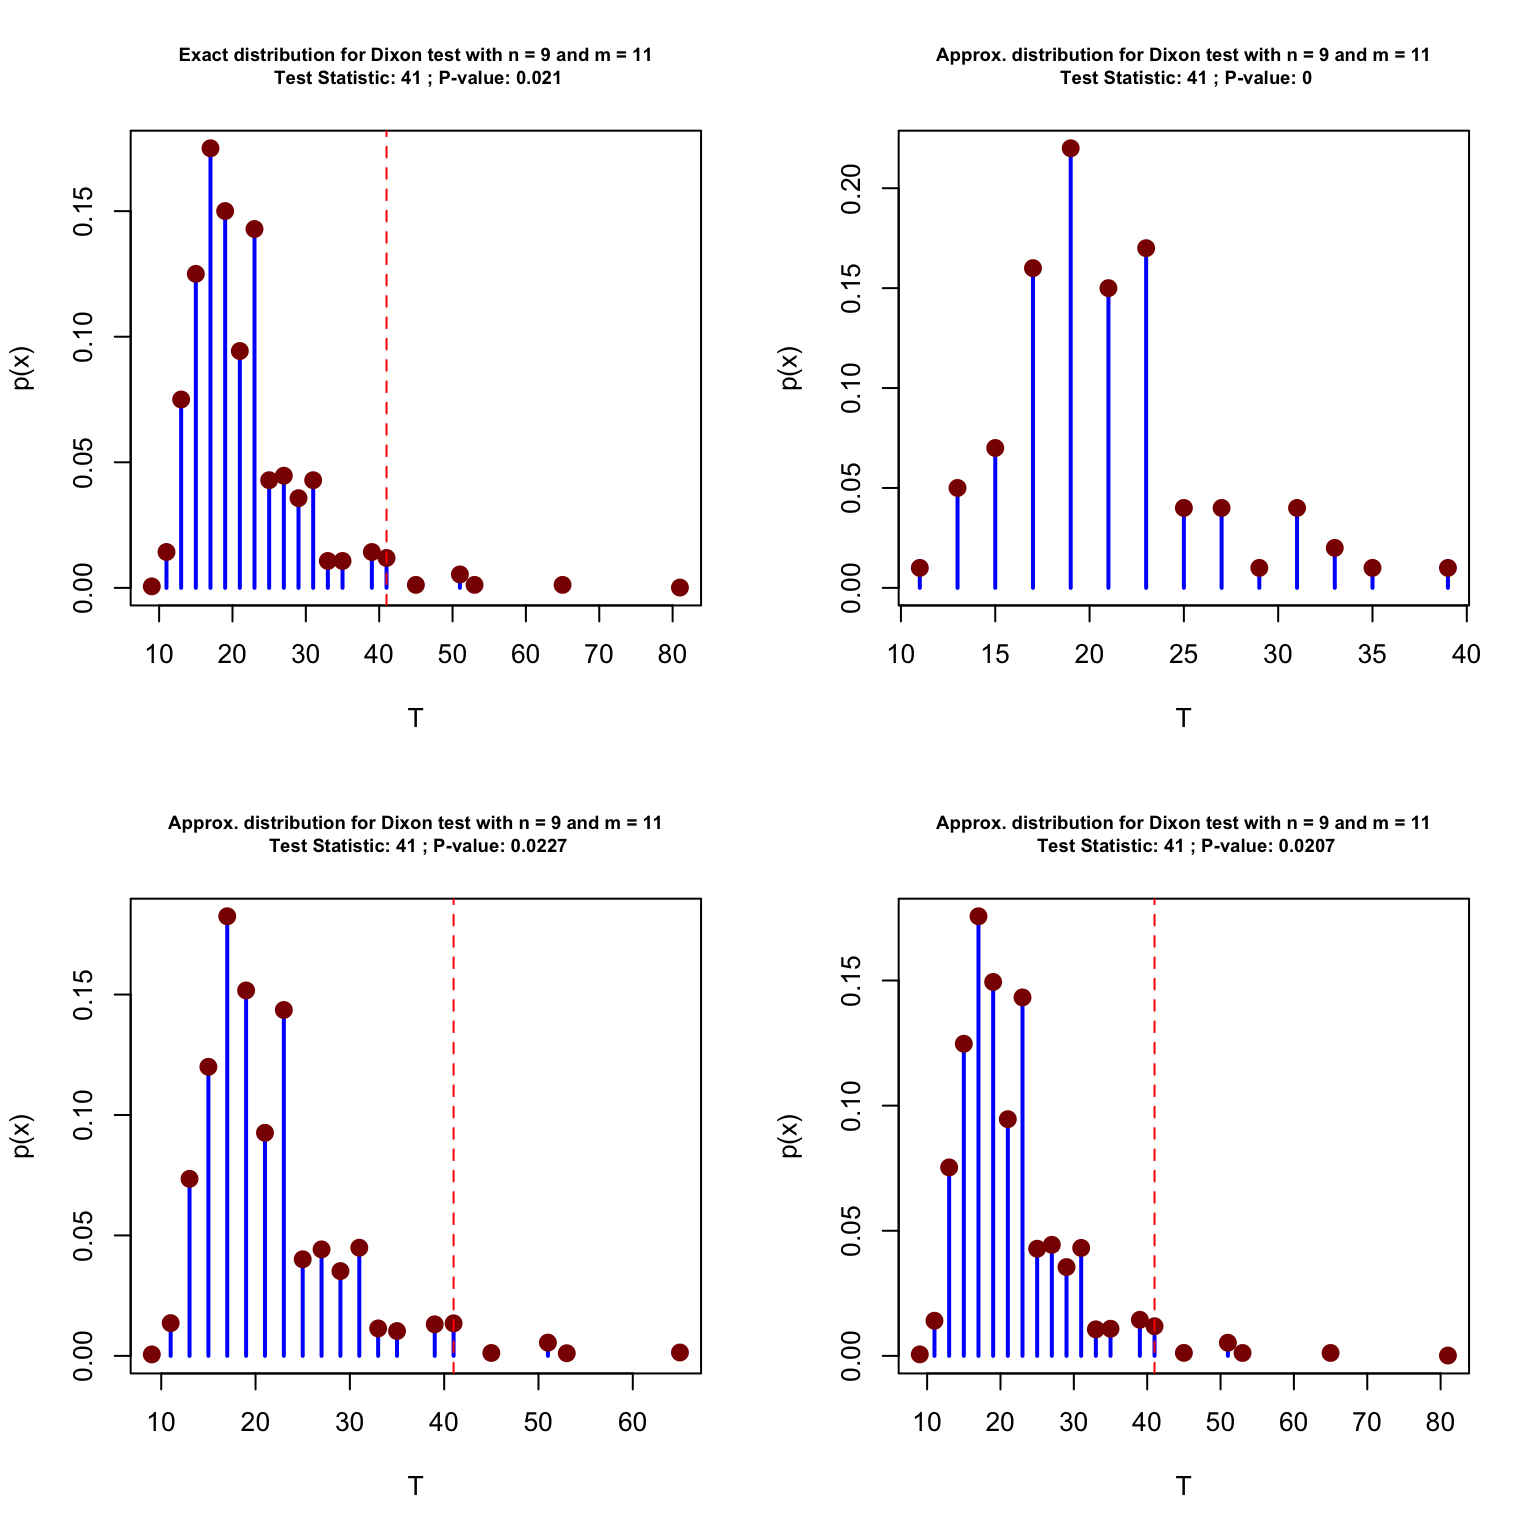 Exact distribution for Dixon test with n = 9 and m = 11
Test Statistic: 41 ; P-value: 0.021
p(x)
0.15
0.10
0.05
0.00
10 20 30 40 50 60 70 80
T
Approx. distribution for Dixon test with n = 9 and m = 11
Test Statistic: 41 ; P-value: 0
p(x)
0.20
0.15
0.10
0.05
0.00
10 15 20 25 30 35 40
T
Approx. distribution for Dixon test with n = 9 and m = 11
Test Statistic: 41 ; P-value: 0.0227
p(x)
0.15
0.10
0.05
0.00
10 20 30 40 50 60
T
Approx. distribution for Dixon test with n = 9 and m = 11
Test Statistic: 41 ; P-value: 0.0207
p(x)
0.15
0.10
0.05
0.00
10 20 30 40 50 60 70 80
T